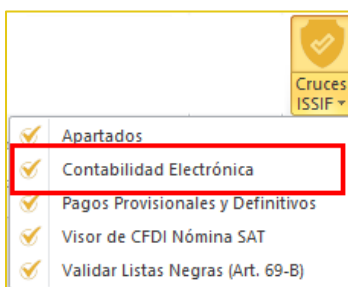 Cruces
ISSIF
Apartados
Contabilidad Electrónica
Pagos Provisionales y Definitivos
Visor de CFDI Nómina SAT
Validar Listas Negras (Art. 69-B)